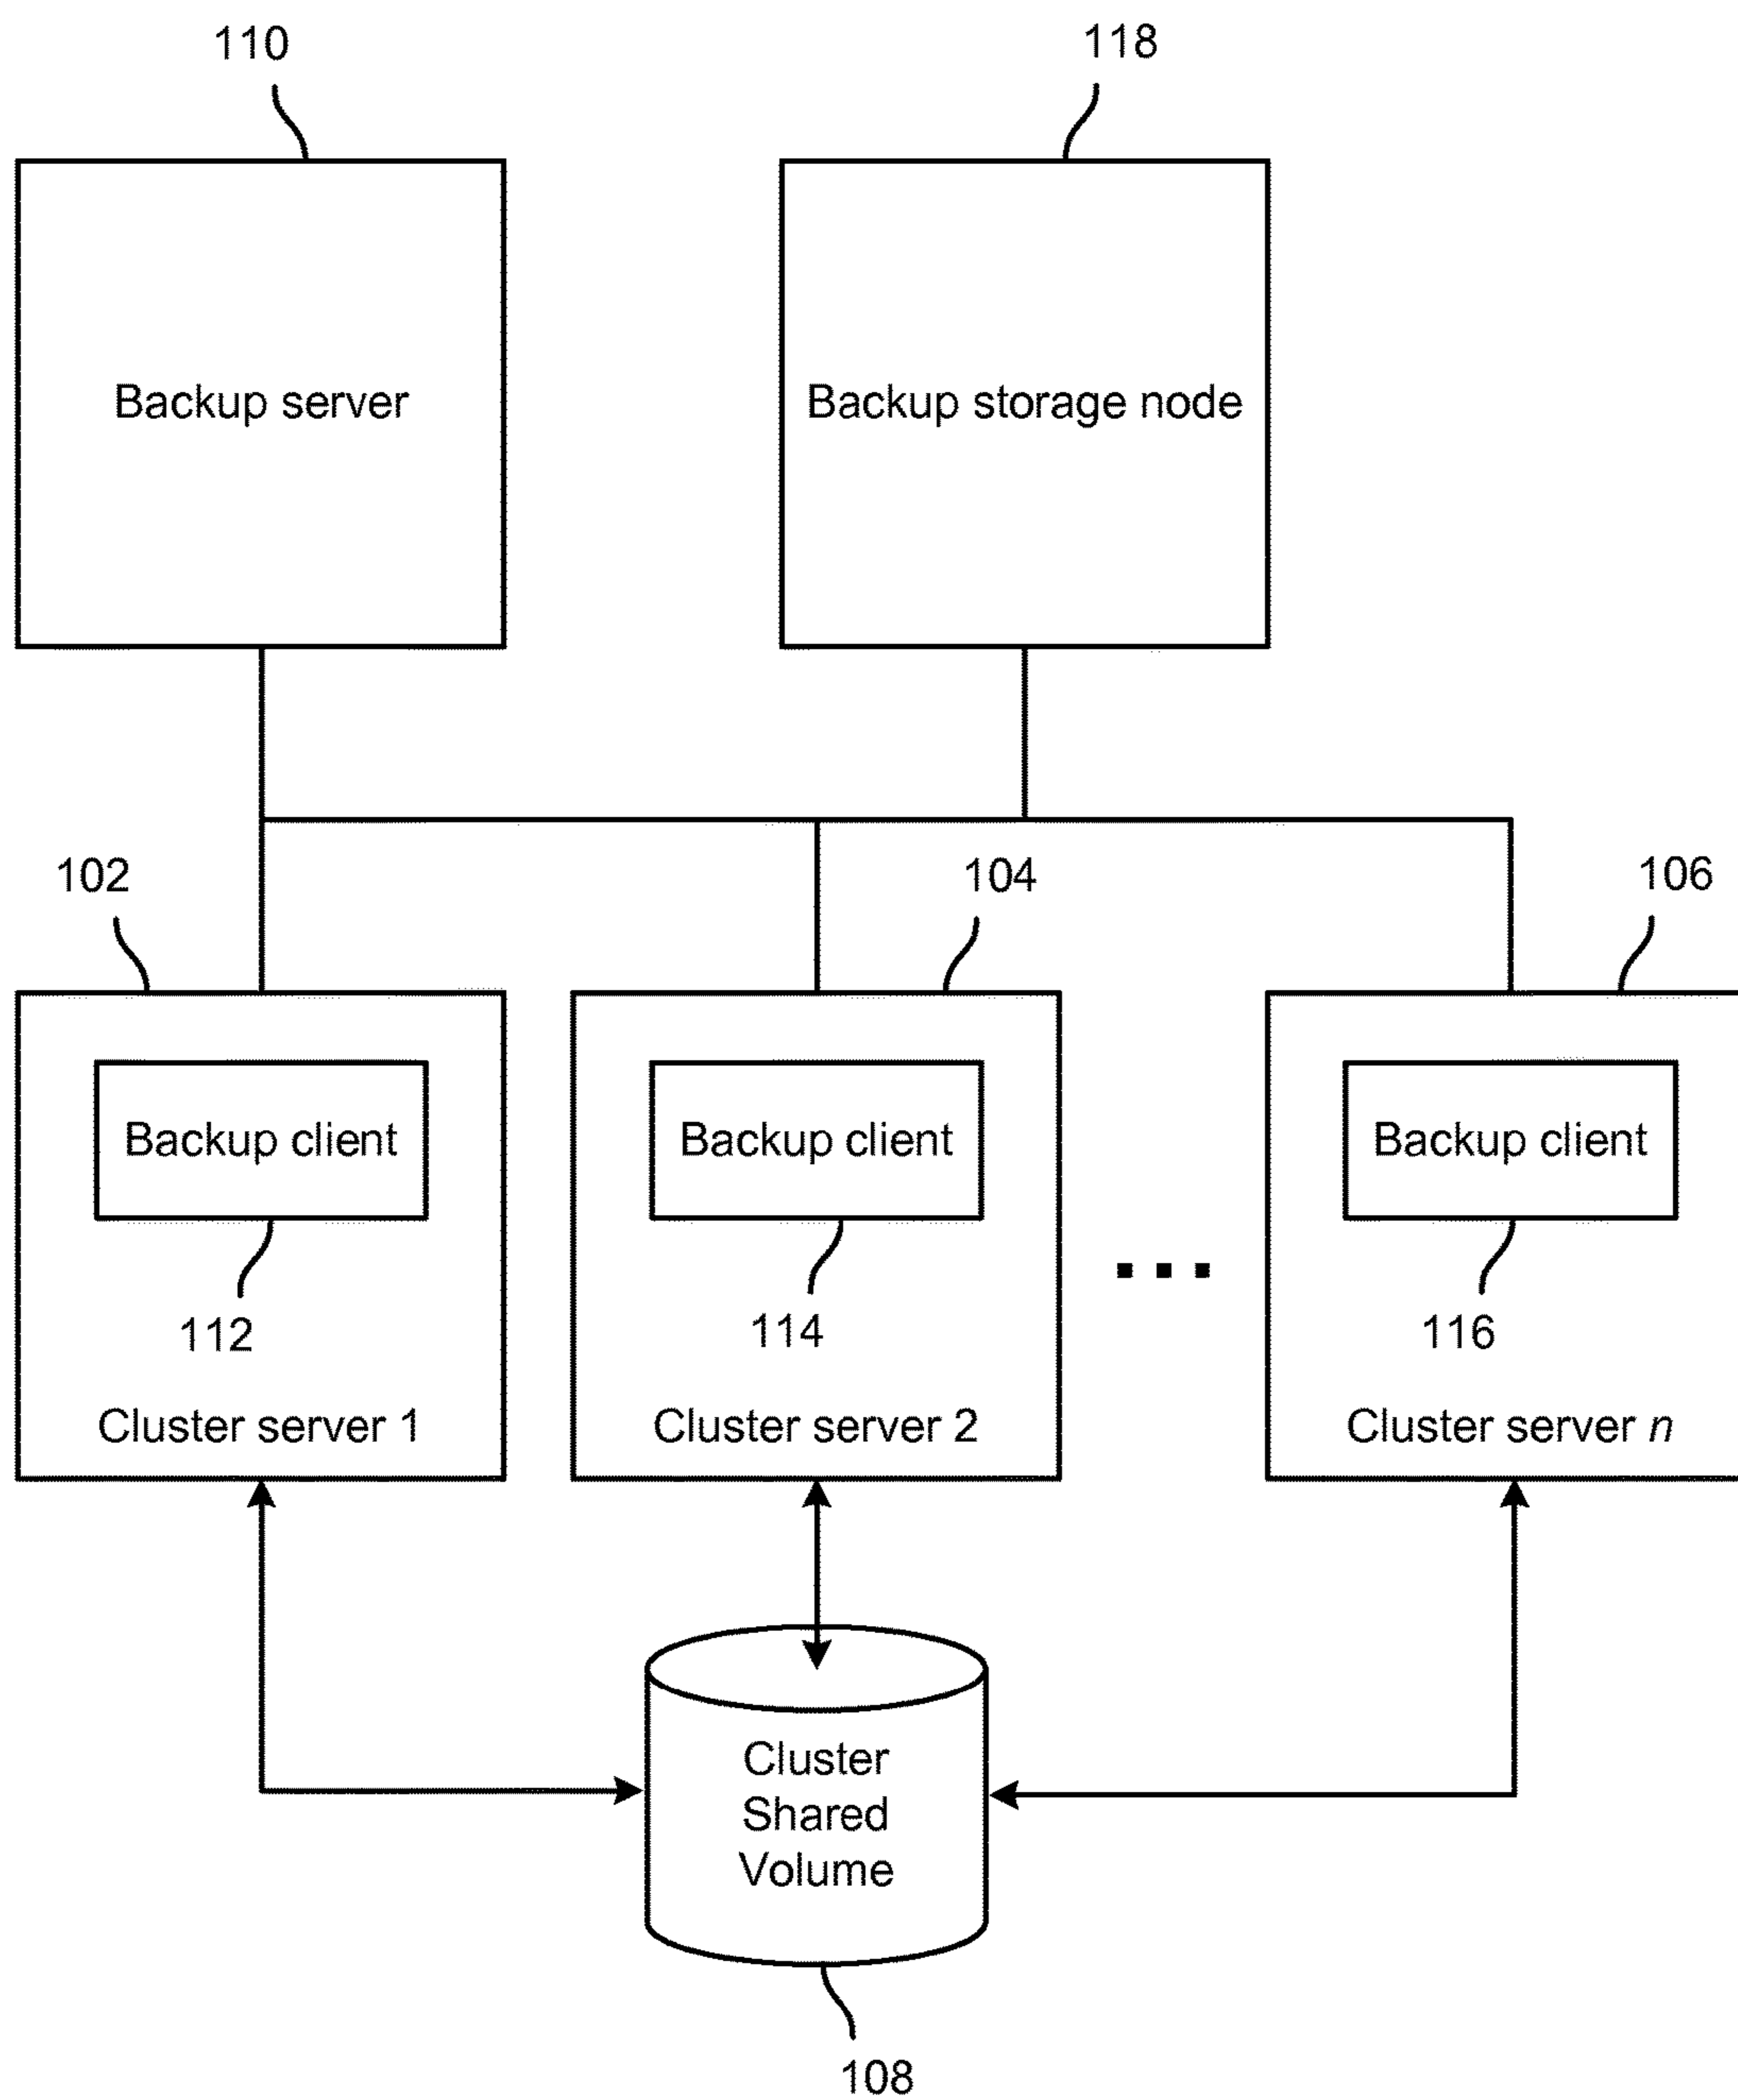 110
118
Backup server
Backup storage node
102
104
106
Backup client
Backup client
Backup client
112
114
...
116
Cluster server 1
Cluster server 2
Cluster server n
Cluster
Shared
Volume
108